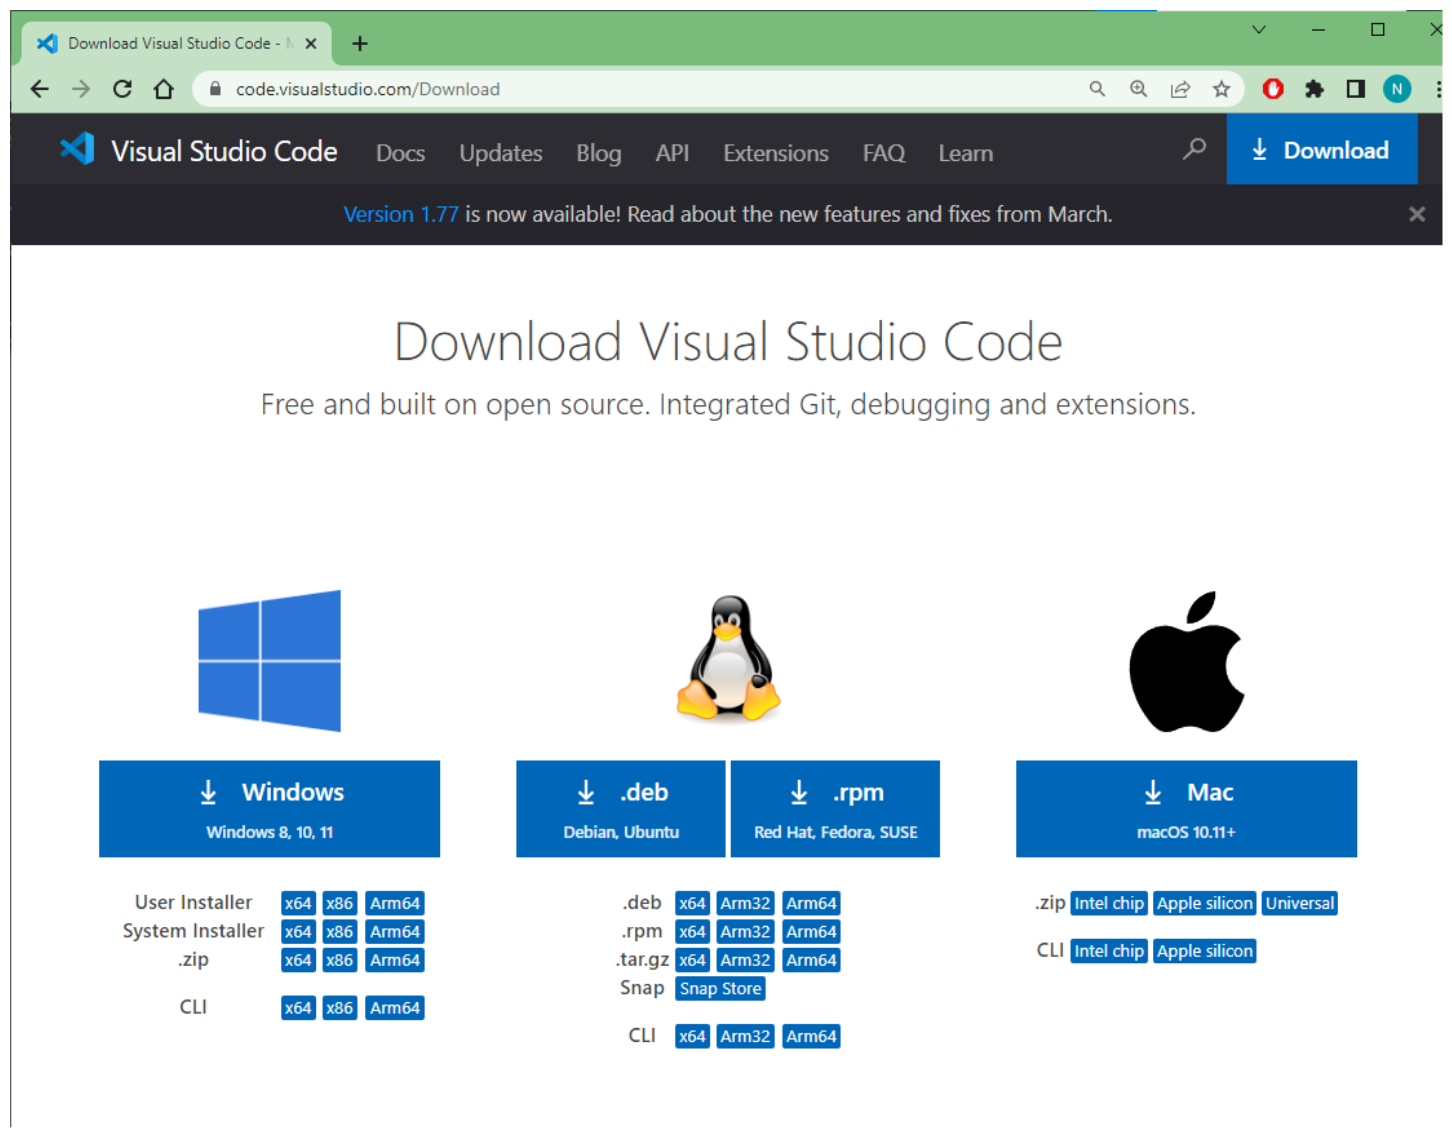 Download Visual Studio Code -
code.visualstudio.com/Download
N
Visual Studio Code Docs Updates Blog API Extensions FAQ Learn Download
Version 1.77 is now available! Read about the new features and fixes from March.
Download Visual Studio Code
Free and built on open source. Integrated Git, debugging and extensions.
Windows
Windows 8, 10, 11
User Installer x64 x86 Arm64
System Installer x64 x86 Arm64
.zip x64 x86 Arm64
CLI x64 x86 Arm64
.deb
Debian, Ubuntu
.rpm
Red Hat, Fedora, SUSE
.deb x64 Arm32 Arm64
.rpm x64 Arm32 Arm64
.tar.gz x64 Arm32 Arm64
Snap Snap Store
CLI x64 Arm32 Arm64
Mac
macOS 10.11+
.zip Intel chip Apple silicon Universal
CLI Intel chip Apple silicon